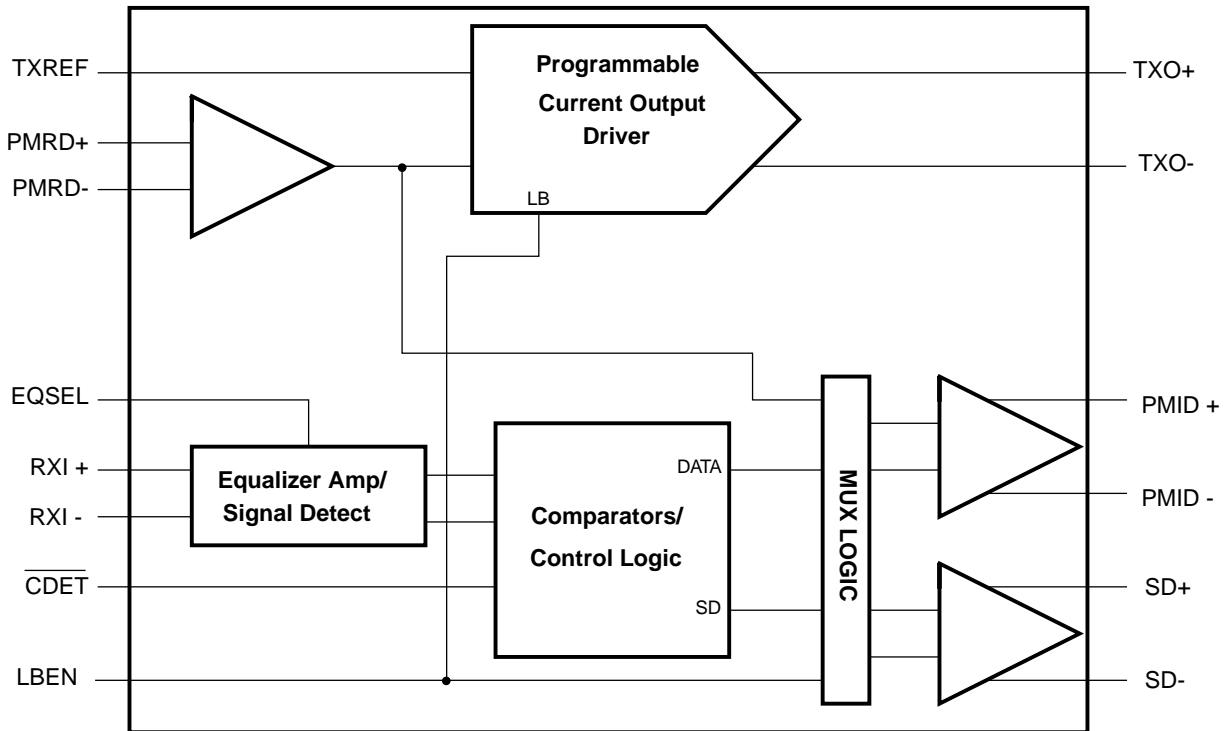 TXREF
PMRD+
PMRD-
Programmable
Current Output
Driver
LB
TXO+
TXO-
EQSEL
RXI +
RXI -
CDET
LBEN
Equalizer Amp/
Signal Detect
Comparators/
Control Logic
DATA
SD
MUX LOGIC
PMID +
PMID -
SD+
SD-